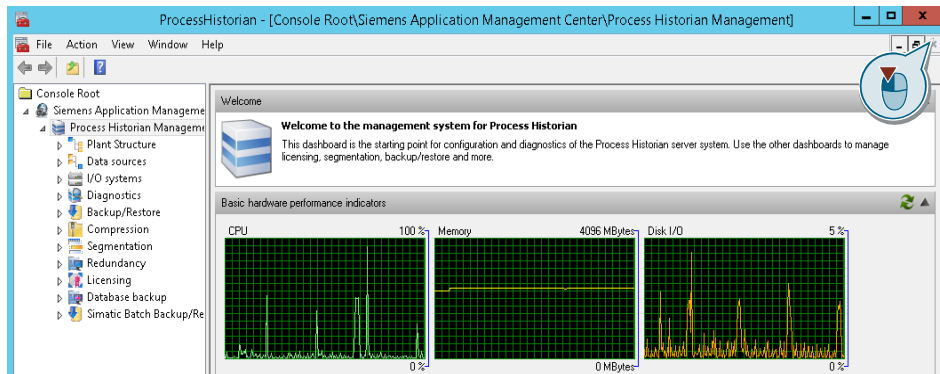 ProcessHistorian - [Console Root\Siemens Application Management Center\Process Historian Management]
File Action View Window Help
Console Root
Siemens Application Manageme
Process Historian Manageme
Plant Structure
Data sources
I/O systems
Diagnostics
Backup/Restore
Compression
Segmentation
Redundancy
Licensing
Database backup
Simatic Batch Backup/Re
Welcome
Welcome to the management system for Process Historian
This dashboard is the starting point for configuration and diagnostics of the Process Historian server system. Use the other dashboards to manage
licensing, segmentation, backup/restore and more.
Basic hardware performance indicators
CPU 100 %
Memory 4096 MBytes
Disk I/O 5 %
0 %
0 MBytes
0 %